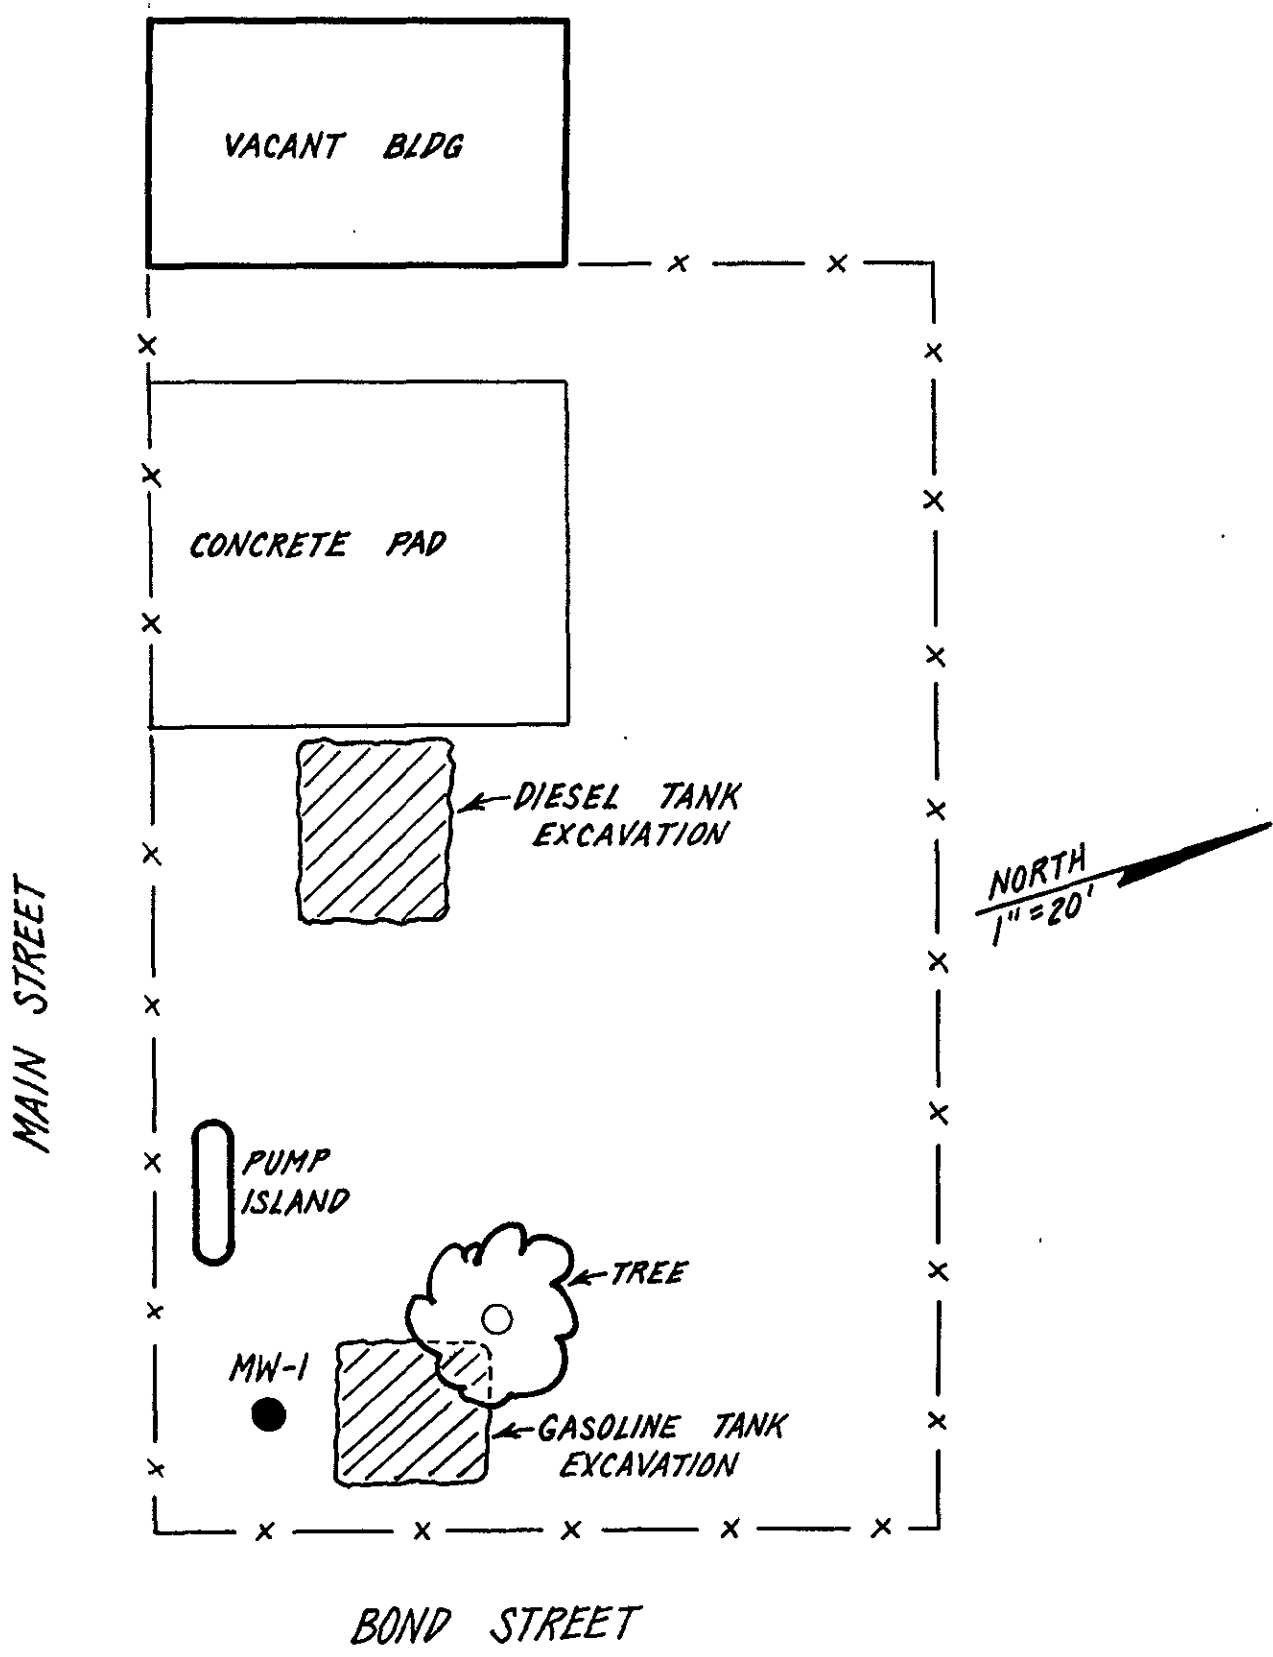 VACANT BLDG
CONCRETE PAD
DIESEL TANK
EXCAVATION
NORTH
1"=20'
MAIN STREET
PUMP
ISLAND
TREE
MW-1
GASOLINE TANK
EXCAVATION
BOND STREET